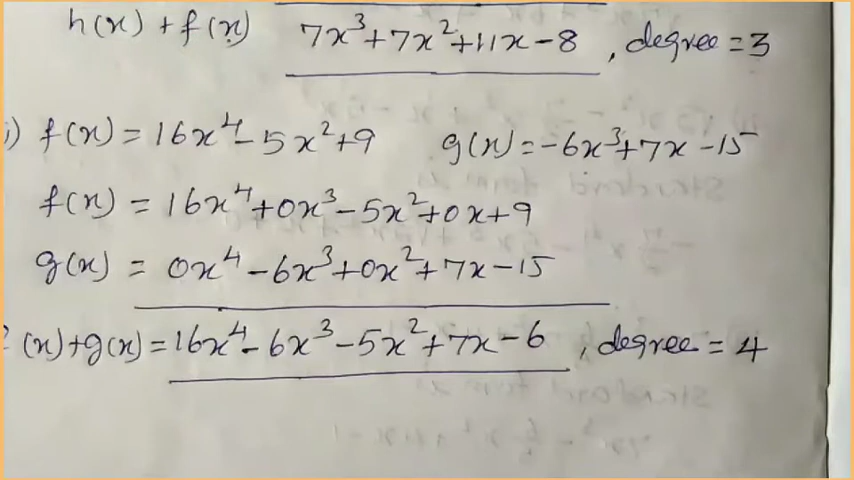 h(x) + f(x) 7x³+7x²+11x-8, degree = 3
i) f(x) = 16x⁴-5x²+9 g(x) = -6x³+7x-15
f(x) = 16x⁴+0x³-5x²+0x+9
g(x) = 0x⁴-6x³+0x²+7x-15
(x)+g(x) = 16x⁴-6x³-5x²+7x-6, degree = 4